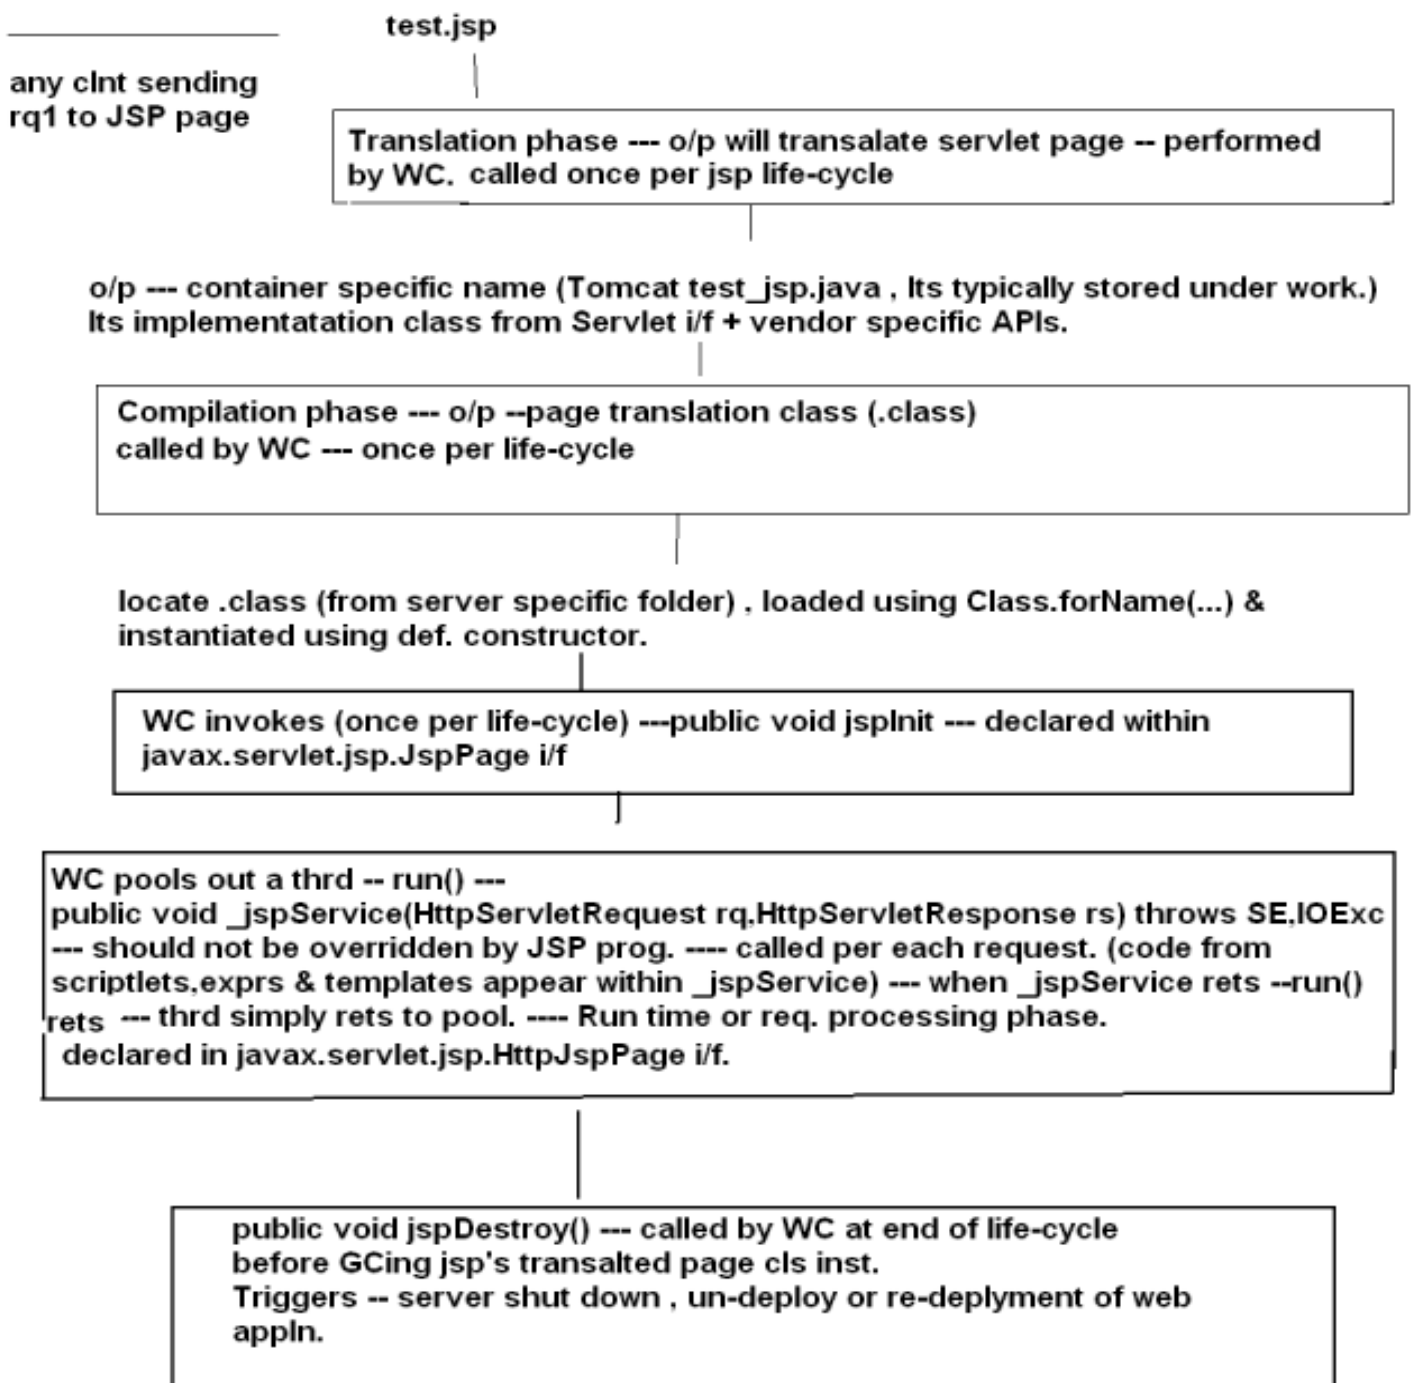 test.jsp
any clnt sending
rq1 to JSP page
Translation phase --- o/p will transalate servlet page -- performed
by WC. called once per jsp life-cycle
o/p --- container specific name (Tomcat test_jsp.java , Its typically stored under work.)
Its implementatation class from Servlet i/f + vendor specific APIs.
Compilation phase --- o/p --page translation class (.class)
called by WC --- once per life-cycle
locate .class (from server specific folder) , loaded using Class.forName(...) &
instantiated using def. constructor.
WC invokes (once per life-cycle) ---public void jspInit --- declared within
javax.servlet.jsp.JspPage i/f
WC pools out a thrd -- run() ---
public void _jspService(HttpServletRequest rq,HttpServletResponse rs) throws SE,IOExc
--- should not be overridden by JSP prog. ---- called per each request. (code from
scriptlets,exprs & templates appear within _jspService) --- when _jspService rets --run()
rets --- thrd simply rets to pool. ---- Run time or req. processing phase.
declared in javax.servlet.jsp.HttpJspPage i/f.
public void jspDestroy() --- called by WC at end of life-cycle
before GCing jsp's transalted page cls inst.
Triggers -- server shut down , un-deploy or re-deplyment of web
appln.